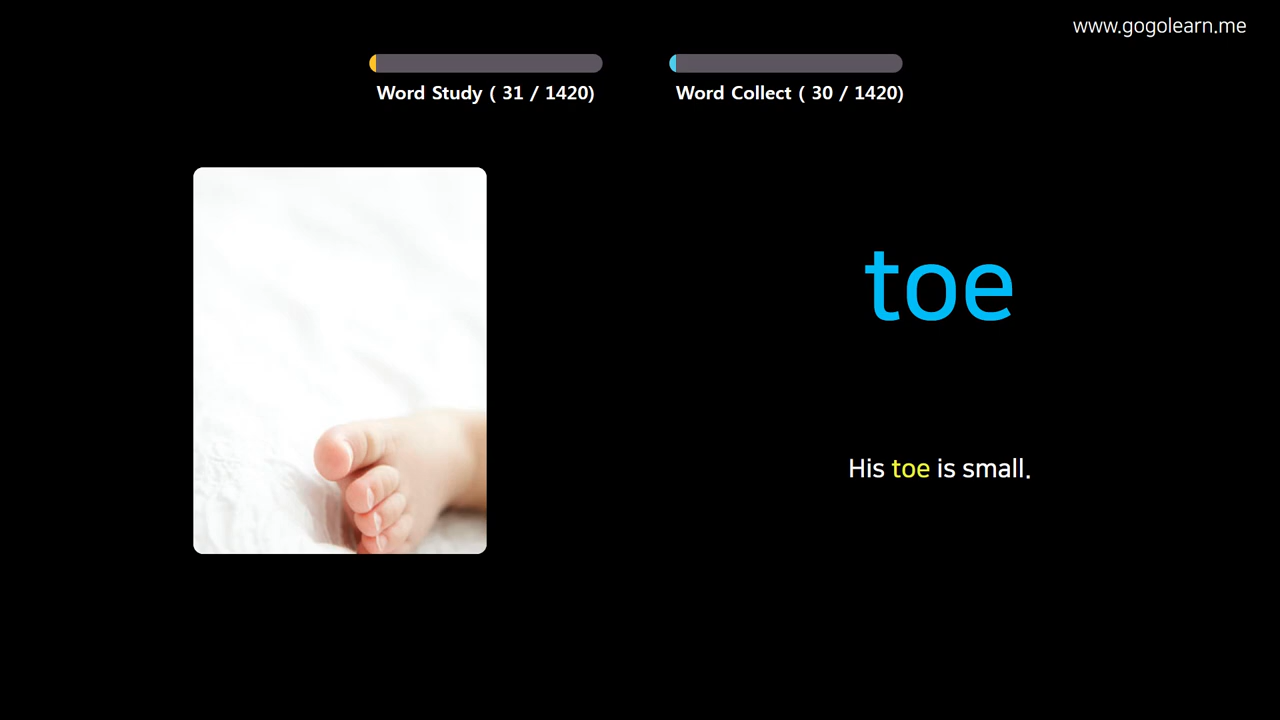 www.gogolearn.me
Word Study ( 31 / 1420)
Word Collect ( 30 / 1420)
toe
His toe is small.